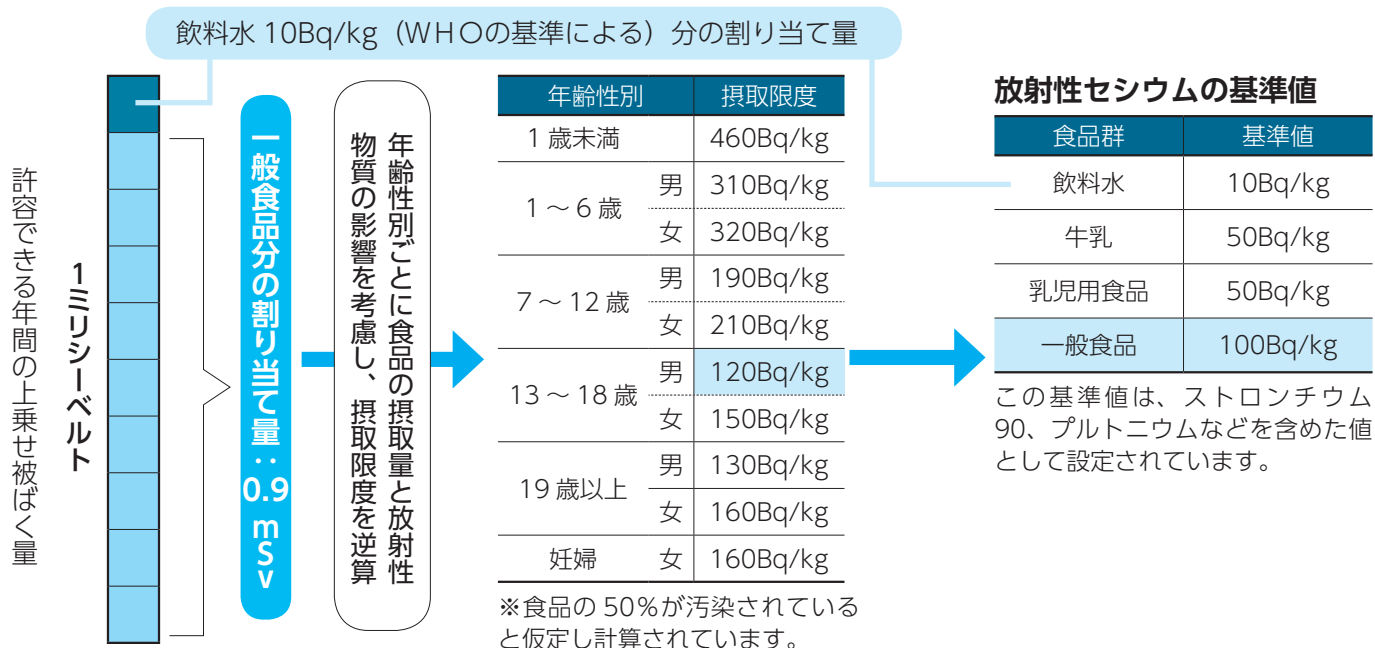 飲料水 10Bq/kg（WHOの基準による）分の割り当て量
許容できる年間の上乗せ被ばく量
1ミリシーベルト
一般食品分の割り当て量：0.9 mSv
年齢性別ごとに食品の摂取量と放射性
物質の影響を考慮し、摂取限度を逆算
年齢性別 摂取限度
1 歳未満 460Bq/kg
1 ～ 6 歳 男 310Bq/kg
女 320Bq/kg
7 ～ 12 歳 男 190Bq/kg
女 210Bq/kg
13 ～ 18 歳 男 120Bq/kg
女 150Bq/kg
19 歳以上 男 130Bq/kg
女 160Bq/kg
妊婦 女 160Bq/kg
※食品の 50％が汚染されている
と仮定し計算されています。
放射性セシウムの基準値
食品群 基準値
飲料水 10Bq/kg
牛乳 50Bq/kg
乳児用食品 50Bq/kg
一般食品 100Bq/kg
この基準値は、ストロンチウム
90、プルトニウムなどを含めた値
として設定されています。